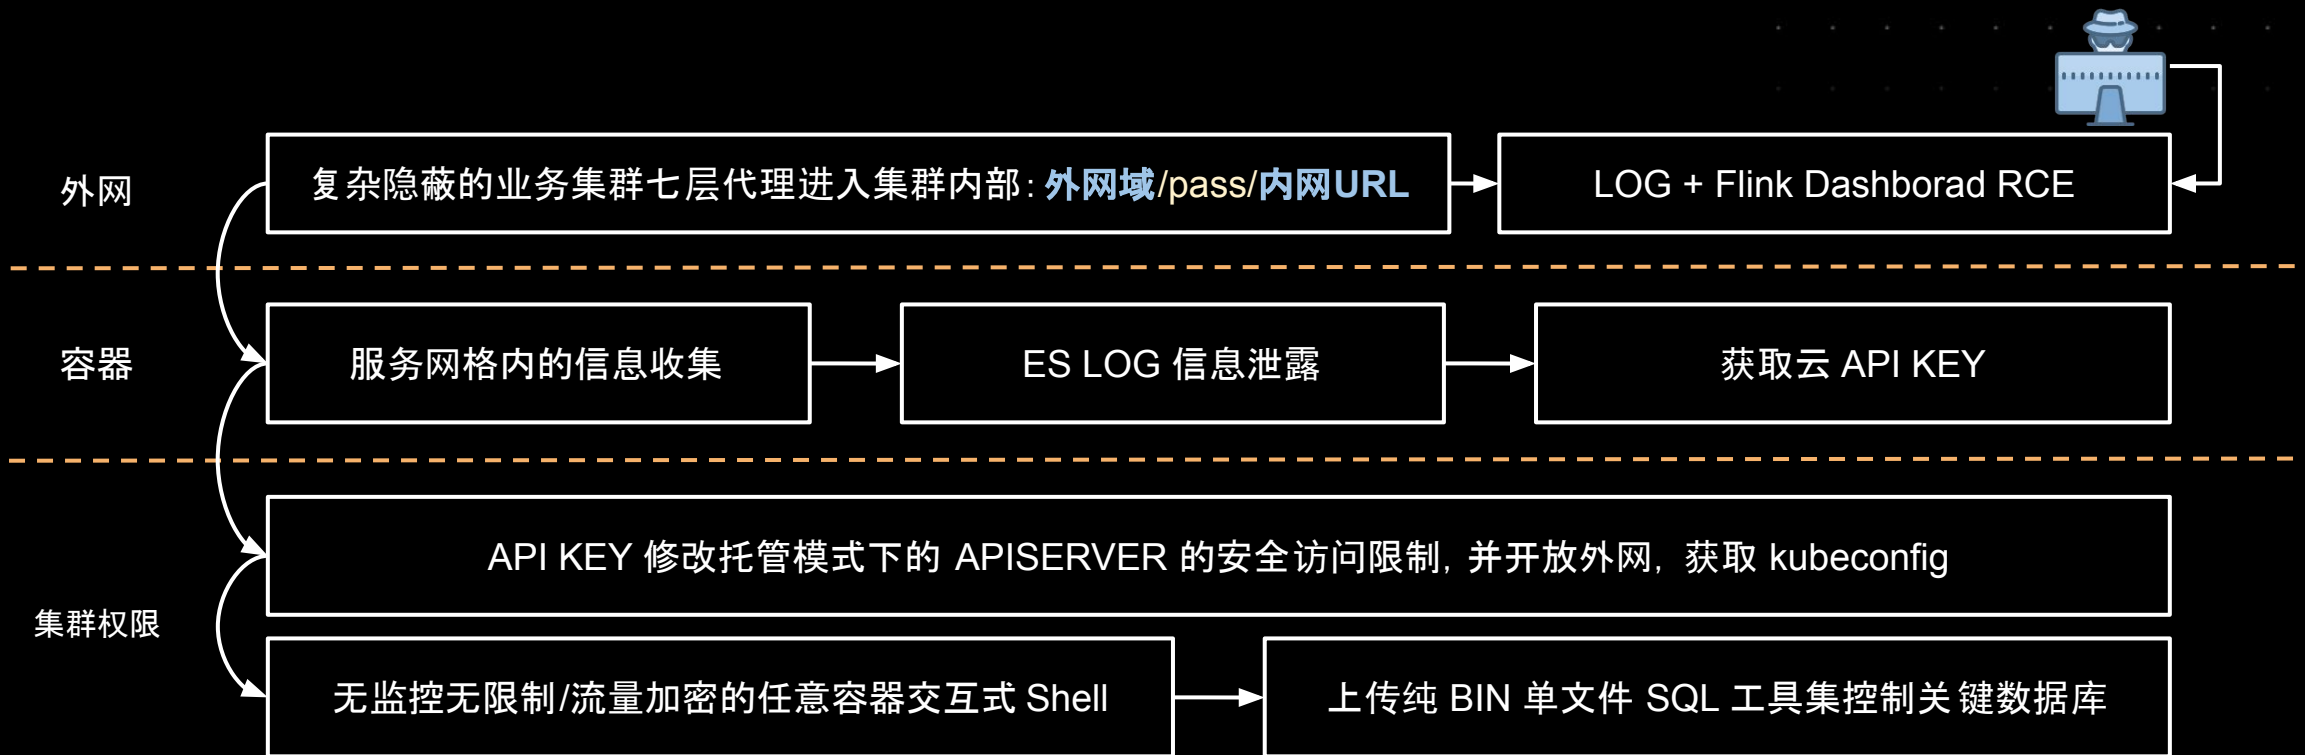 外网
复杂隐蔽的业务集群七层代理进入集群内部：外网域/pass/内网URL
LOG + Flink Dashborad RCE
容器
服务网格内的信息收集
ES LOG 信息泄露
获取云 API KEY
集群权限
API KEY 修改托管模式下的 APISERVER 的安全访问限制，并开放外网，获取 kubeconfig
无监控无限制/流量加密的任意容器交互式 Shell
上传纯 BIN 单文件 SQL 工具集控制关键数据库